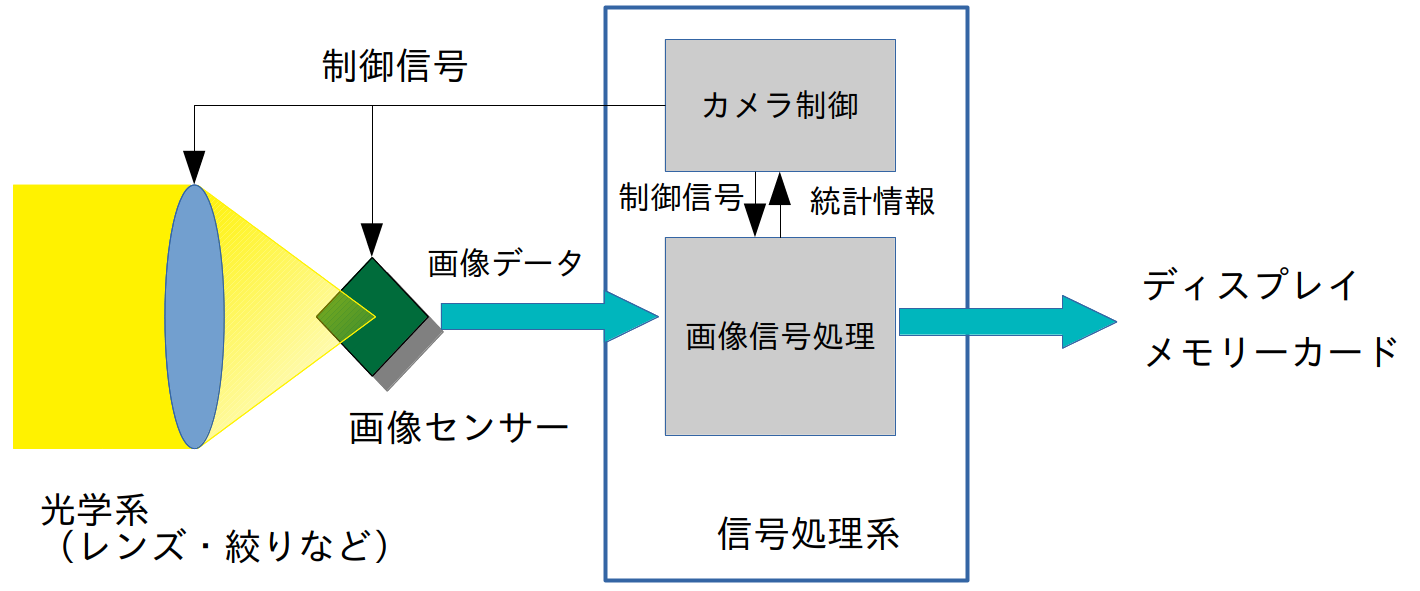 制御信号
カメラ制御
制御信号
統計情報
画像データ
画像信号処理
ディスプレイ
メモリーカード
画像センサー
光学系
（レンズ・絞りなど）
信号処理系